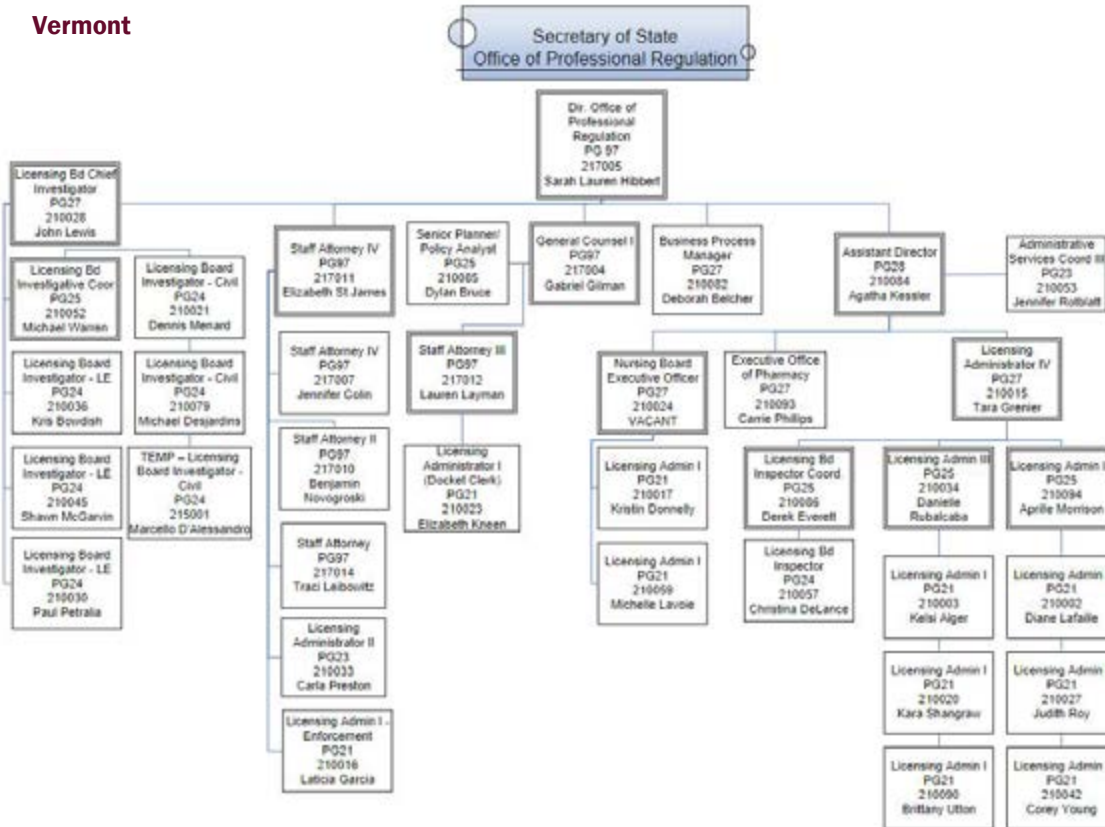 Vermont
Secretary of State
Office of Professional Regulation
Dir. Office of
Professional
Regulation
PG 97
217005
Sarah Lauren Hibbert
Licensing Bd Chief
Investigator
PG27
210028
John Lewis
Licensing Bd
Investigative Coor
PG25
210052
Michael Warren
Licensing Board
Investigator - LE
PG24
210036
Kris Bowdish
Licensing Board
Investigator - LE
PG24
210045
Shawn McGarvin
Licensing Board
Investigator - LE
PG24
210030
Paul Petralia
Licensing Board
Investigator - Civil
PG24
210021
Dennis Menard
Licensing Board
Investigator - Civil
PG24
210079
Michael Desjardins
TEMP – Licensing
Board Investigator -
Civil
PG24
215001
Marcello D'Alessandro
Staff Attorney IV
PG97
217011
Elizabeth St James
Staff Attorney IV
PG97
217007
Jennifer Colin
Staff Attorney II
PG97
217010
Benjamin
Novogroski
Staff Attorney
PG97
217014
Traci Leibowitz
Licensing
Administrator II
PG23
210033
Carla Preston
Licensing Admin I -
Enforcement
PG21
210016
Laticia Garcia
Senior Planner/
Policy Analyst
PG25
210085
Dylan Bruce
General Counsel I
PG97
217004
Gabriel Gilman
Staff Attorney III
PG97
217012
Lauren Layman
Licensing
Administrator I
(Docket Clerk)
PG21
210023
Elizabeth Kneen
Business Process
Manager
PG27
210082
Deborah Belcher
Assistant Director
PG28
210084
Agatha Kessler
Administrative
Services Coord III
PG23
210053
Jennifer Rotblatt
Nursing Board
Executive Officer
PG27
210024
VACANT
Licensing Admin I
PG21
210017
Kristin Donnelly
Licensing Admin I
PG21
210059
Michelle Lavoie
Executive Office
of Pharmacy
PG27
210093
Carrie Phillips
Licensing
Administrator IV
PG27
210015
Tara Grenier
Licensing Bd
Inspector Coord
PG25
210086
Derek Everett
Licensing Bd
Inspector
PG24
210057
Christina DeLance
Licensing Admin III
PG25
210034
Danielle
Rubalcaba
Licensing Admin I
PG21
210003
Kelsi Alger
Licensing Admin I
PG21
210020
Kara Shangraw
Licensing Admin I
PG21
210090
Brittany Utton
Licensing Admin
PG25
210094
Aprille Morrison
Licensing Admin
PG21
210002
Diane Lafaille
Licensing Admin
PG21
210027
Judith Roy
Licensing Admin
PG21
210042
Corey Young